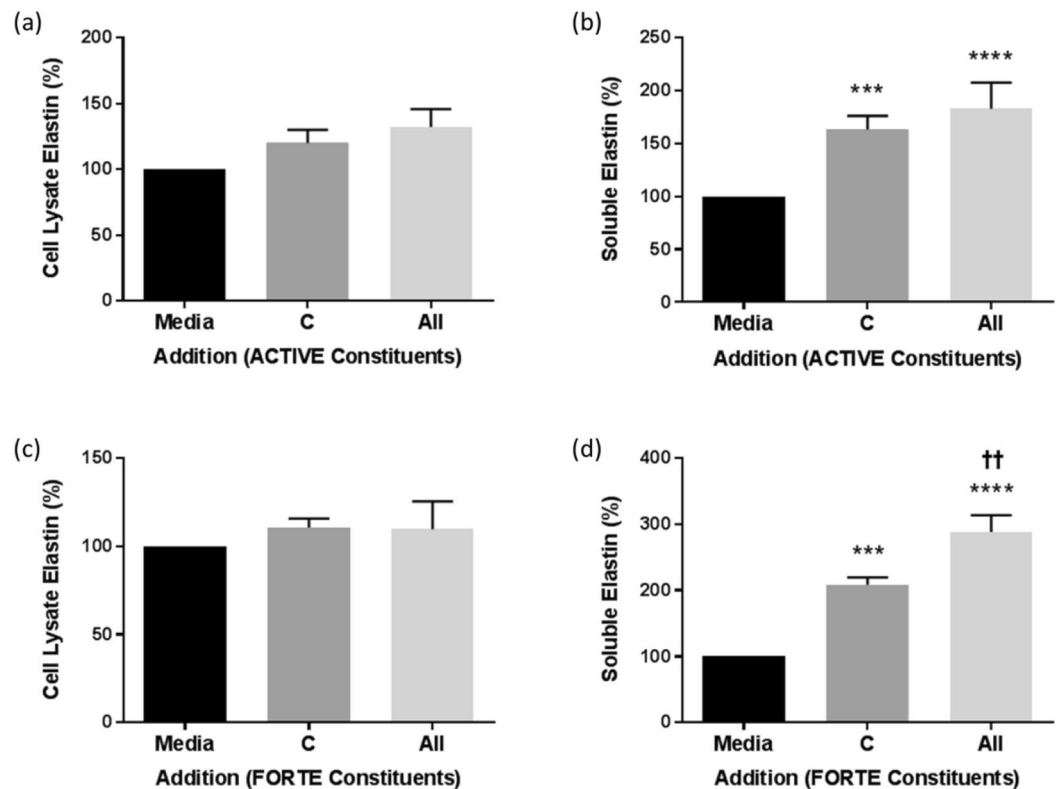 (a)
Cell Lysate Elastin (%)
200
150
100
50
0
Media C All
Addition (ACTIVE Constituents)
(b)
Soluble Elastin (%)
250
200
150
100
50
0
***
****
Media C All
Addition (ACTIVE Constituents)
(c)
Cell Lysate Elastin (%)
150
100
50
0
Media C All
Addition (FORTE Constituents)
(d)
Soluble Elastin (%)
400
300
200
100
0
***
††
****
Media C All
Addition (FORTE Constituents)